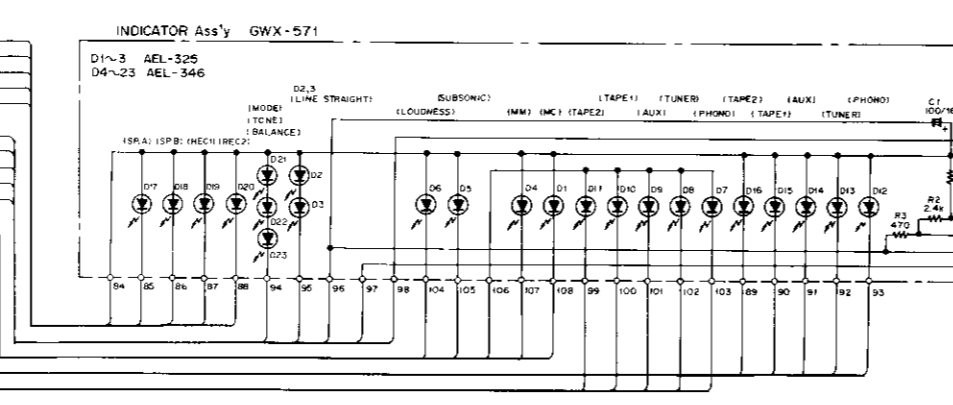 INDICATOR Ass'y GWX-571
D1~3 AEL-325
D4~23 AEL-346
D2,3
(LINE STRAIGHT)
(MODE)
(TONE)
(BALANCE)
(SP.A) (SP.B) (REC1) (REC2)
(SUBSONIC)
(LOUDNESS)
(TAPE1) (TUNER) (TAPE2) (AUX) (PHONO)
(MM) (MC) (TAPE2) (AUX) (PHONO) (TAPE1) (TUNER)
C1
100/16
D21
D2
D17 D18 D19 D20
D22
D3
D23
D6 D5 D4 D1 D11 D10 D9 D8 D7 D16 D15 D14 D13 D12
R2
2.4k
R3
470
84 85 86 87 88 94 95 96 97 98 104 105 106 107 108 99 100 101 102 103 89 90 91 92 93